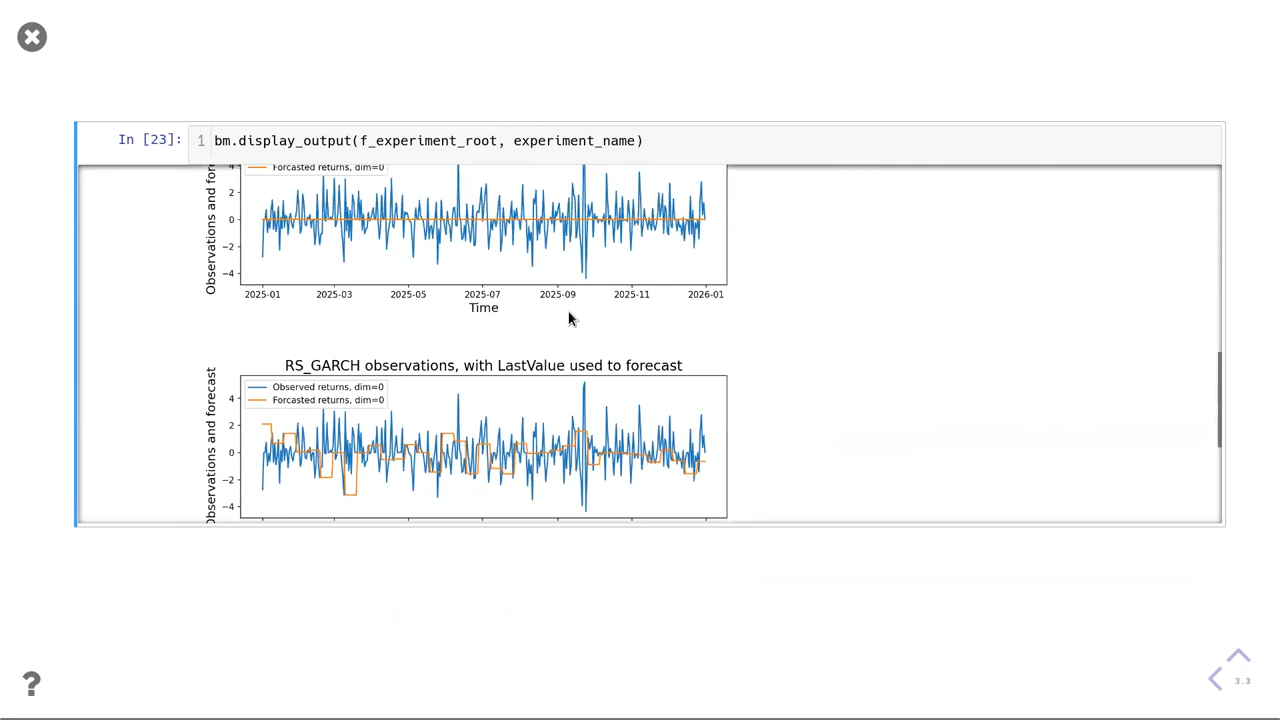 In [23]: 1 bm.display_output(f_experiment_root, experiment_name)
4
Forcasted returns, dim=0
2
0
−2
−4
Observations and forec
2025-01 2025-03 2025-05 2025-07 2025-09 2025-11 2026-01
Time
RS_GARCH observations, with LastValue used to forecast
Observed returns, dim=0
Forcasted returns, dim=0
4
2
0
−2
−4
Observations and forecast
?
3.3